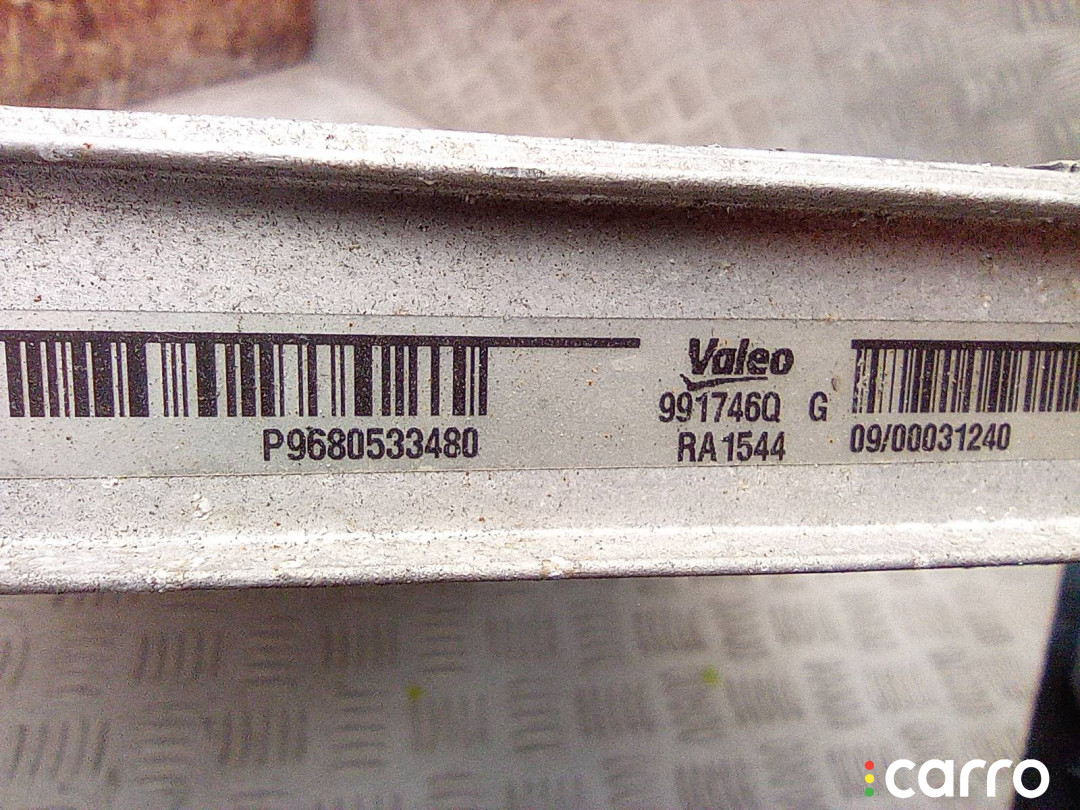 P9680533480
Valeo
991746Q G
RA1544
09/00031240
carro